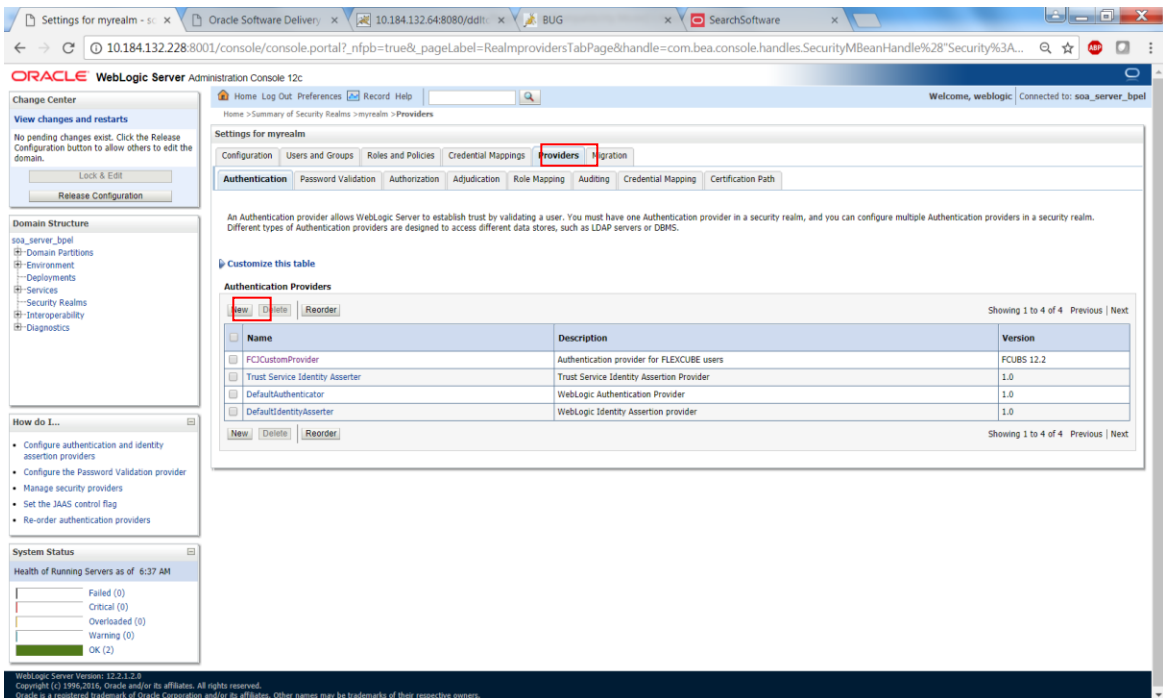 Settings for myrealm - so
Oracle Software Delivery
10.184.132.64:8080/ddltc
BUG
SearchSoftware
10.184.132.228:8001/console/console.portal?_nfpb=true&_pageLabel=RealmprovidersTabPage&handle=com.bea.console.handles.SecurityMBeanHandle%28"Security%3A...
ABP
ORACLE WebLogic Server Administration Console 12c
Change Center
View changes and restarts
No pending changes exist. Click the Release
Configuration button to allow others to edit the
domain.
Lock & Edit
Release Configuration
Domain Structure
soa_server_bpel
Domain Partitions
Environment
Deployments
Services
Security Realms
Interoperability
Diagnostics
How do I...
Configure authentication and identity
assertion providers
Configure the Password Validation provider
Manage security providers
Set the JAAS control flag
Re-order authentication providers
System Status
Health of Running Servers as of 6:37 AM
Failed (0)
Critical (0)
Overloaded (0)
Warning (0)
OK (2)
Home Log Out Preferences Record Help
Welcome, weblogic Connected to: soa_server_bpel
Home >Summary of Security Realms >myrealm >Providers
Settings for myrealm
Configuration Users and Groups Roles and Policies Credential Mappings Providers Migration
Authentication Password Validation Authorization Adjudication Role Mapping Auditing Credential Mapping Certification Path
An Authentication provider allows WebLogic Server to establish trust by validating a user. You must have one Authentication provider in a security realm, and you can configure multiple Authentication providers in a security realm.
Different types of Authentication providers are designed to access different data stores, such as LDAP servers or DBMS.
Customize this table
Authentication Providers
New Delete Reorder Showing 1 to 4 of 4 Previous | Next
Name Description Version
FCJCustomProvider Authentication provider for FLEXCUBE users FCUBS 12.2
Trust Service Identity Asserter Trust Service Identity Assertion Provider 1.0
DefaultAuthenticator WebLogic Authentication Provider 1.0
DefaultIdentityAsserter WebLogic Identity Assertion provider 1.0
New Delete Reorder Showing 1 to 4 of 4 Previous | Next
WebLogic Server Version: 12.2.1.2.0
Copyright (c) 1996,2016, Oracle and/or its affiliates. All rights reserved.
Oracle is a registered trademark of Oracle Corporation and/or its affiliates. Other names may be trademarks of their respective owners.